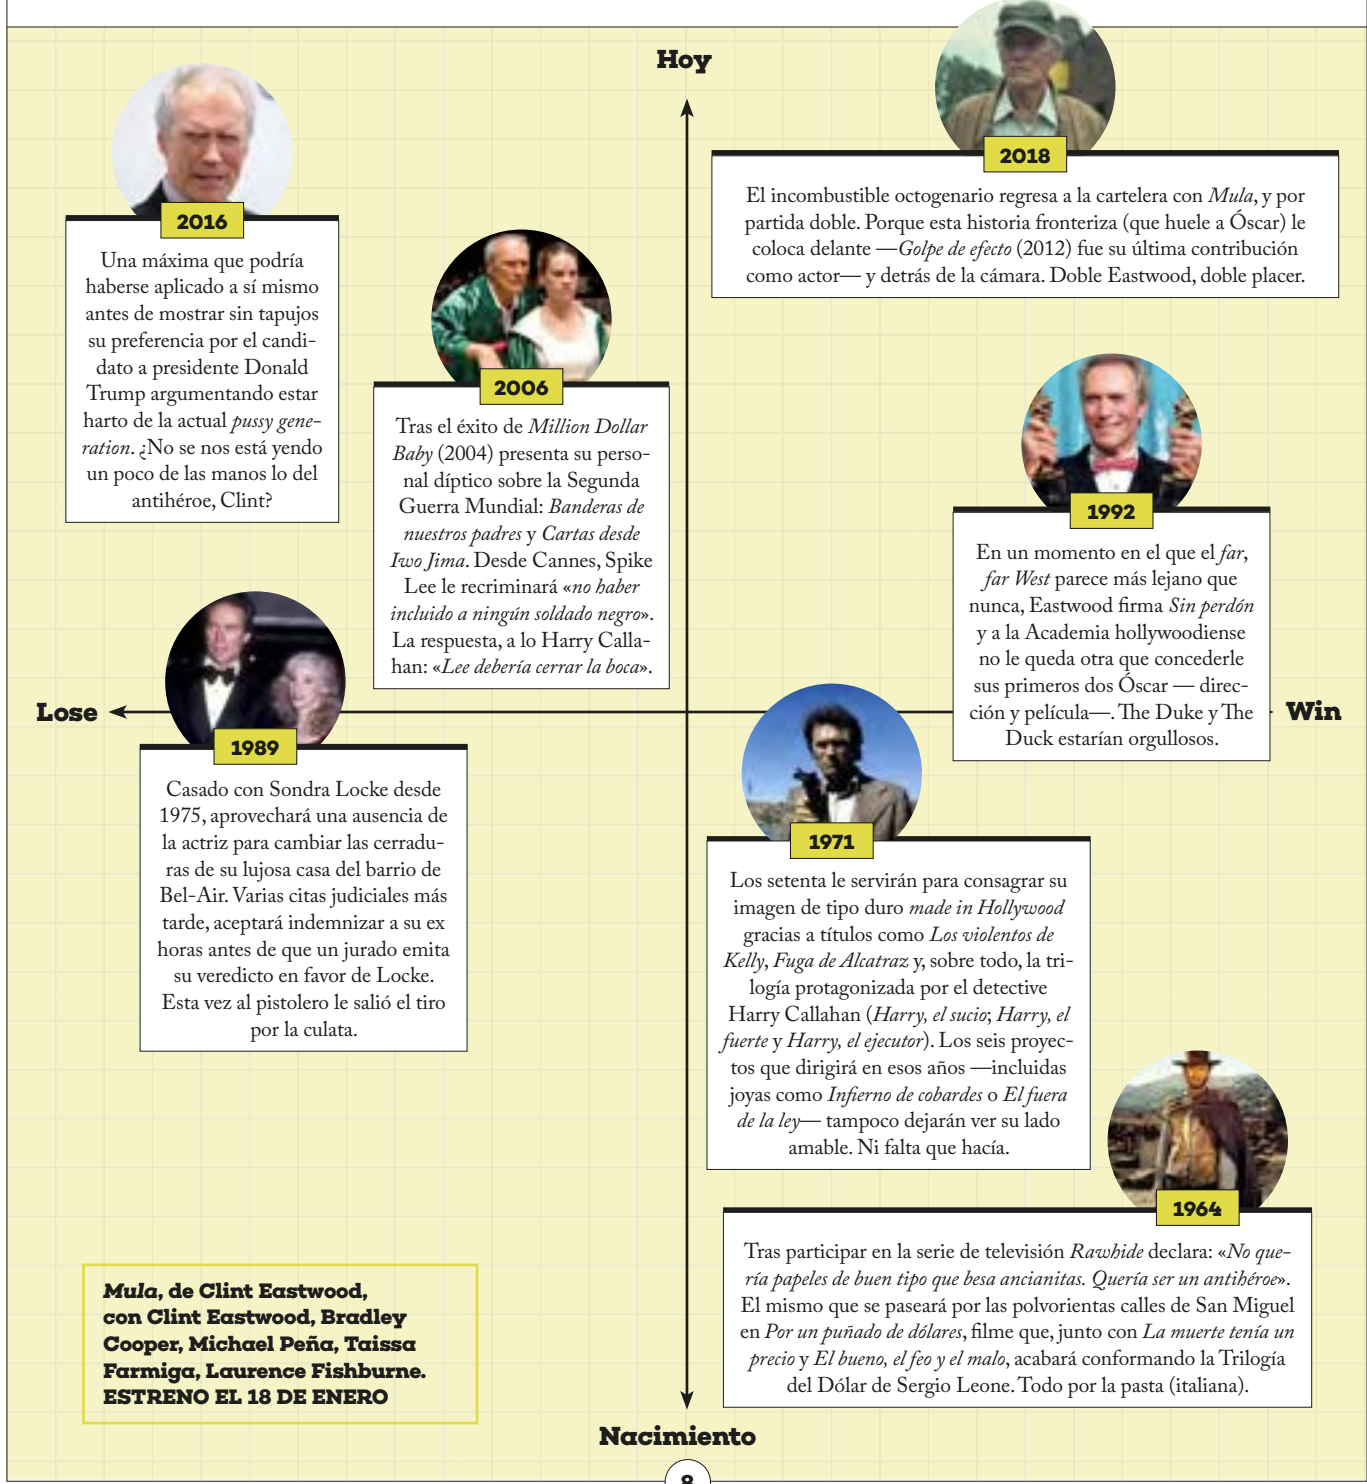 Hoy
2018
El incombustible octogenario regresa a la cartelera con Mula, y por
partida doble. Porque esta historia fronteriza (que huele a Óscar) le
coloca delante —Golpe de efecto (2012) fue su última contribución
como actor— y detrás de la cámara. Doble Eastwood, doble placer.
2016
Una máxima que podría
haberse aplicado a sí mismo
antes de mostrar sin tapujos
su preferencia por el candi-
dato a presidente Donald
Trump argumentando estar
harto de la actual pussy gene-
ration. ¿No se nos está yendo
un poco de las manos lo del
antihéroe, Clint?
2006
Tras el éxito de Million Dollar
Baby (2004) presenta su perso-
nal díptico sobre la Segunda
Guerra Mundial: Banderas de
nuestros padres y Cartas desde
Iwo Jima. Desde Cannes, Spike
Lee le recriminará «no haber
incluido a ningún soldado negro».
La respuesta, a lo Harry Calla-
han: «Lee debería cerrar la boca».
1992
En un momento en el que el far,
far West parece más lejano que
nunca, Eastwood firma Sin perdón
y a la Academia hollywoodiense
no le queda otra que concederle
sus primeros dos Óscar — direc-
ción y película—. The Duke y The
Duck estarían orgullosos.
Lose
Win
1989
Casado con Sondra Locke desde
1975, aprovechará una ausencia de
la actriz para cambiar las cerradu-
ras de su lujosa casa del barrio de
Bel-Air. Varias citas judiciales más
tarde, aceptará indemnizar a su ex
horas antes de que un jurado emita
su veredicto en favor de Locke.
Esta vez al pistolero le salió el tiro
por la culata.
1971
Los setenta le servirán para consagrar su
imagen de tipo duro made in Hollywood
gracias a títulos como Los violentos de
Kelly, Fuga de Alcatraz y, sobre todo, la tri-
logía protagonizada por el detective
Harry Callahan (Harry, el sucio; Harry, el
fuerte y Harry, el ejecutor). Los seis proyec-
tos que dirigirá en esos años —incluidas
joyas como Infierno de cobardes o El fuera
de la ley— tampoco dejarán ver su lado
amable. Ni falta que hacía.
1964
Tras participar en la serie de televisión Rawhide declara: «No que-
ría papeles de buen tipo que besa ancianitas. Quería ser un antihéroe».
El mismo que se paseará por las polvorientas calles de San Miguel
en Por un puñado de dólares, filme que, junto con La muerte tenía un
precio y El bueno, el feo y el malo, acabará conformando la Trilogía
del Dólar de Sergio Leone. Todo por la pasta (italiana).
Mula, de Clint Eastwood,
con Clint Eastwood, Bradley
Cooper, Michael Peña, Taissa
Farmiga, Laurence Fishburne.
ESTRENO EL 18 DE ENERO
Nacimiento
8